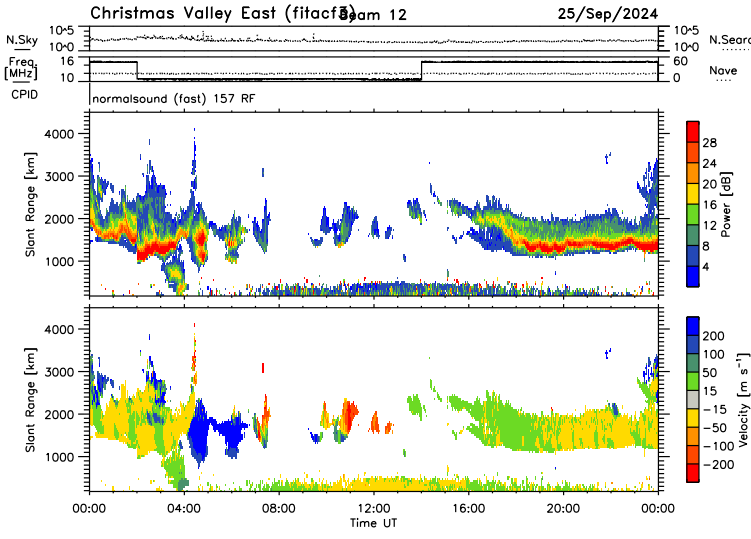 Christmas Valley East (fitacf3)
Beam 12
25/Sep/2024
N.Sky
10^5
10^0
10^5
10^0
N.Searc
Freq.
[MHz]
16
10
60
0
Nave
CPID
normalsound (fast) 157 RF
Slant Range [km]
4000
3000
2000
1000
28
24
20
16
12
8
4
Power [dB]
Slant Range [km]
4000
3000
2000
1000
200
100
50
15
-15
-50
-100
-200
Velocity [m s⁻¹]
00:00
04:00
08:00
12:00
16:00
20:00
00:00
Time UT